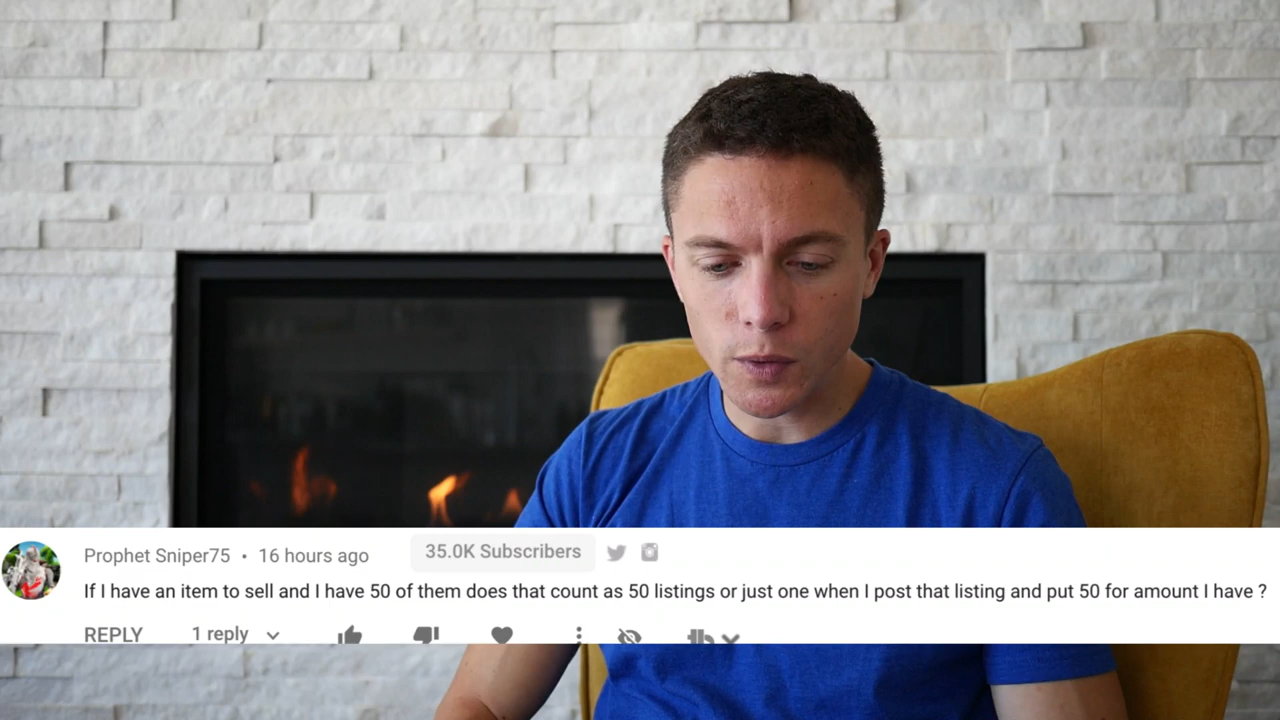 Prophet Sniper75 • 16 hours ago 35.0K Subscribers
If I have an item to sell and I have 50 of them does that count as 50 listings or just one when I post that listing and put 50 for amount I have ?
REPLY 1 reply